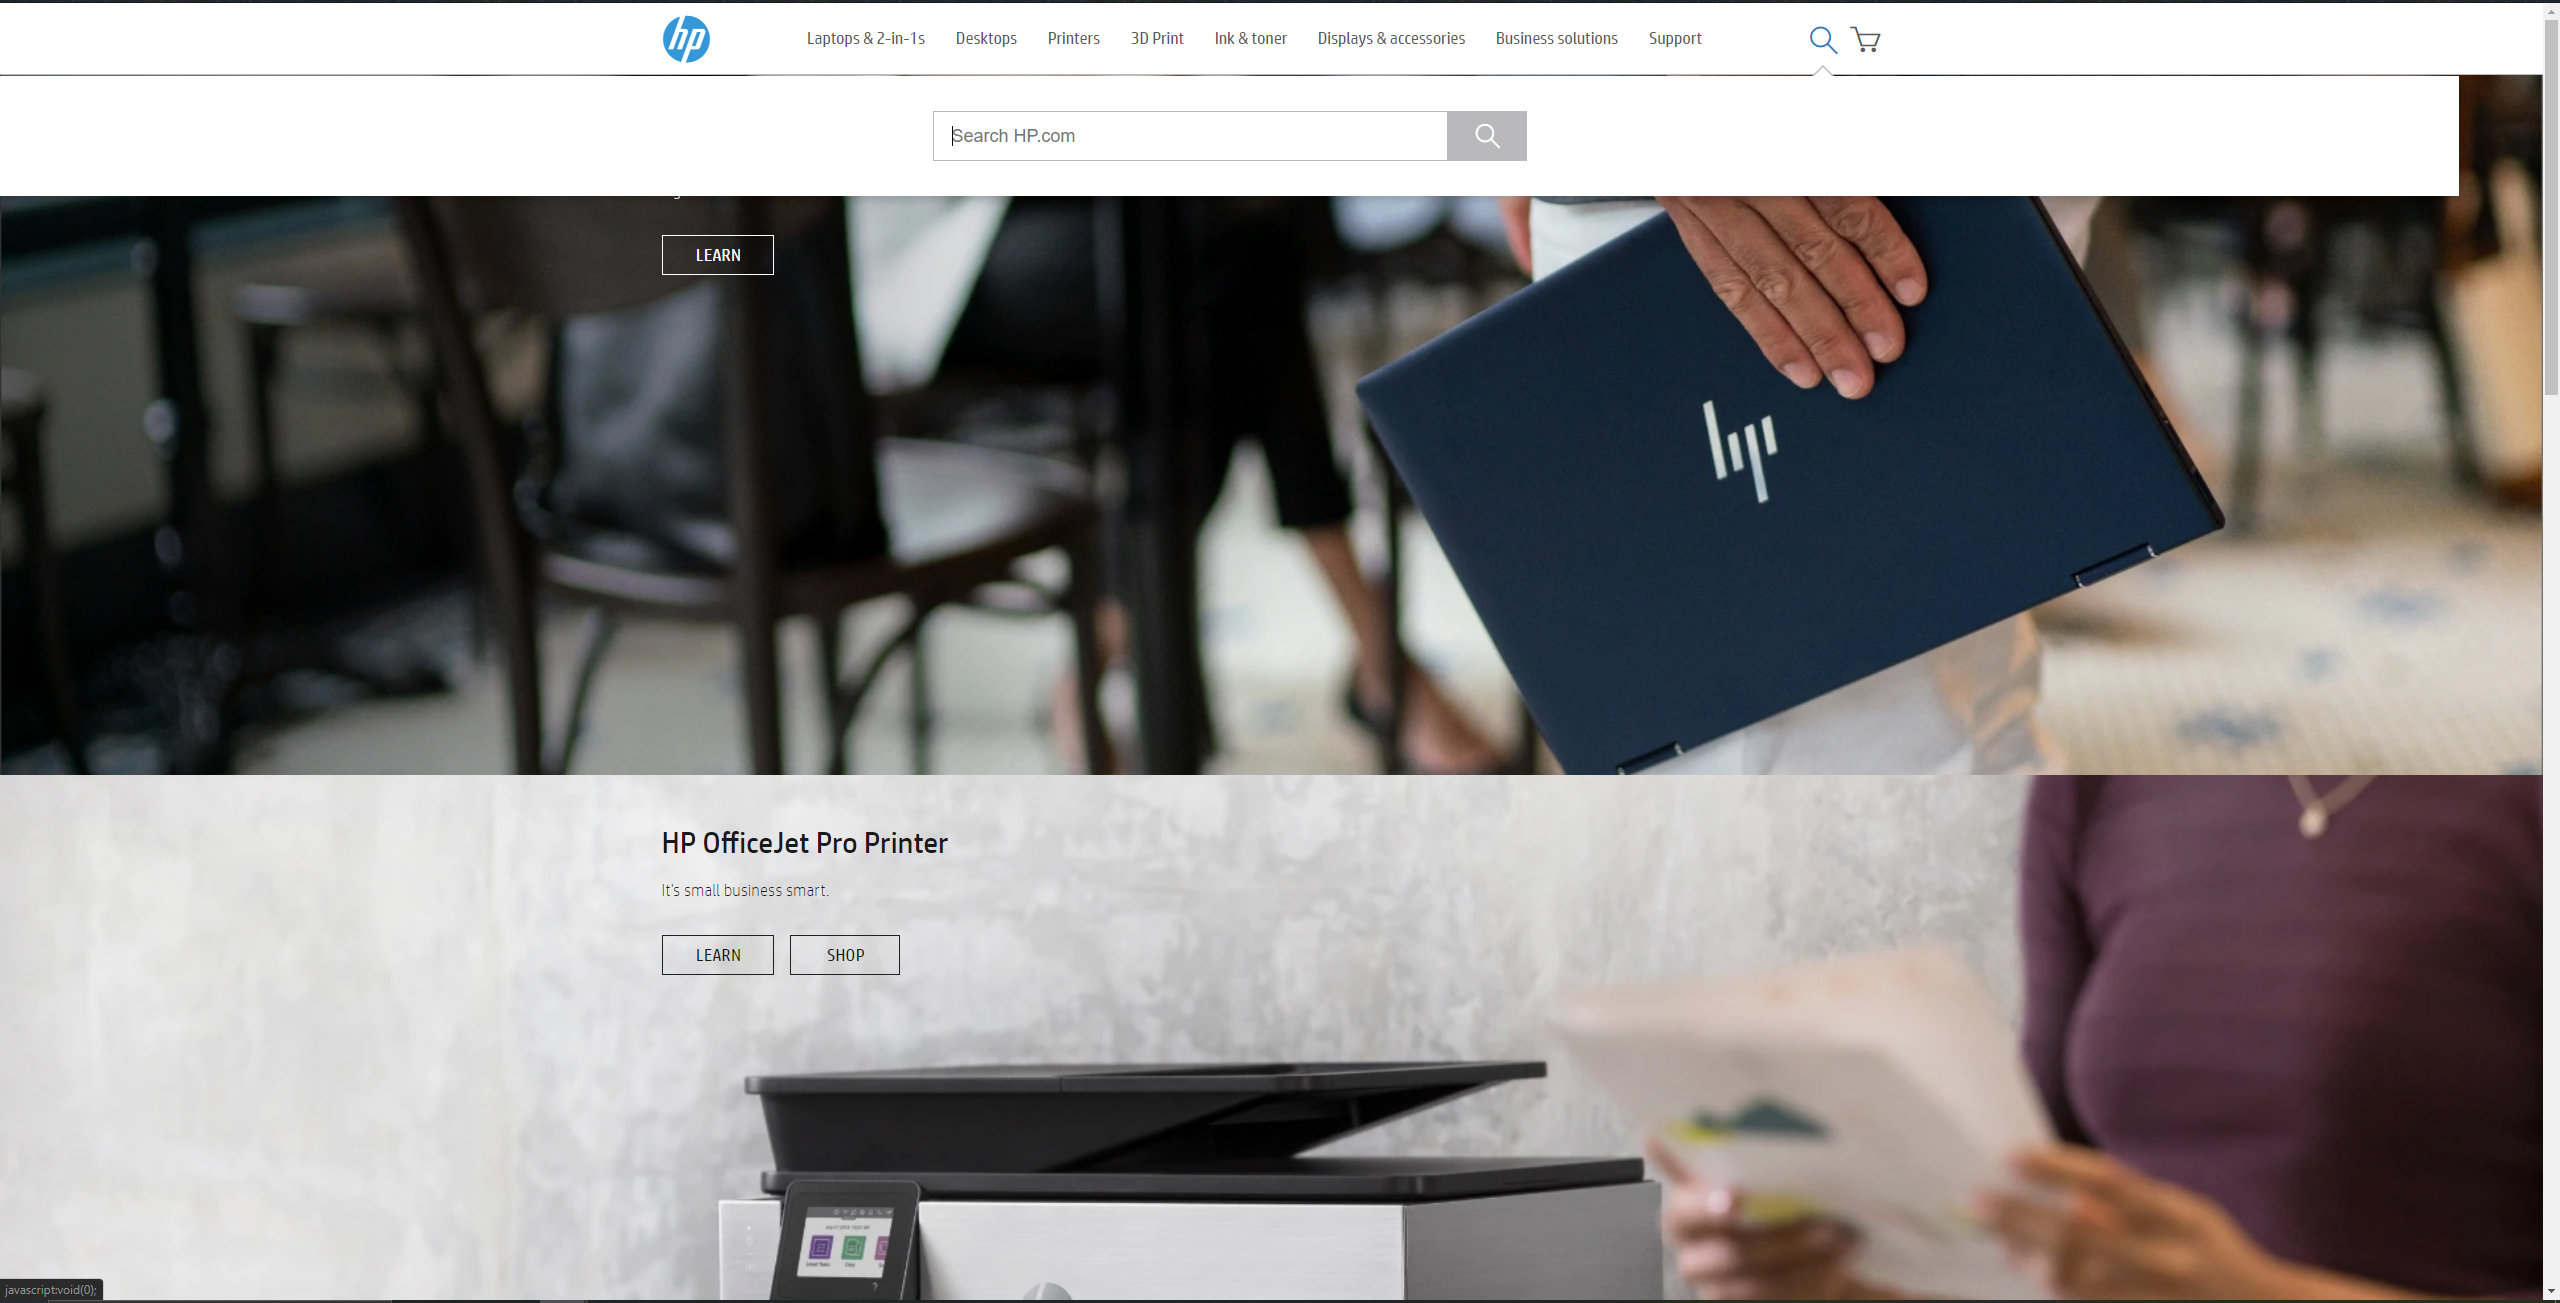 hp
Laptops & 2-in-1s Desktops Printers 3D Print Ink & toner Displays & accessories Business solutions Support
Search HP.com
LEARN
hp
HP OfficeJet Pro Printer
It's small business smart.
LEARN SHOP
javascript:void(0);